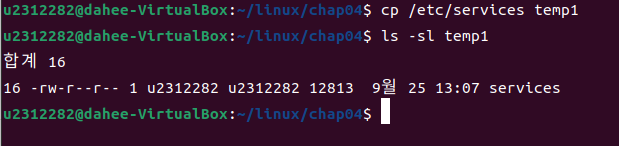 u2312282@dahee-VirtualBox:~/linux/chap04$ cp /etc/services temp1
u2312282@dahee-VirtualBox:~/linux/chap04$ ls -sl temp1
합계 16
16 -rw-r--r-- 1 u2312282 u2312282 12813  9월 25 13:07 services
u2312282@dahee-VirtualBox:~/linux/chap04$